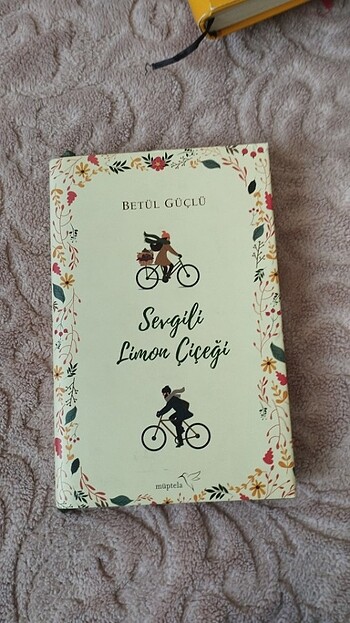 BETÜL GÜÇLÜ
Sevgili
Limon Çiçeği
müptela